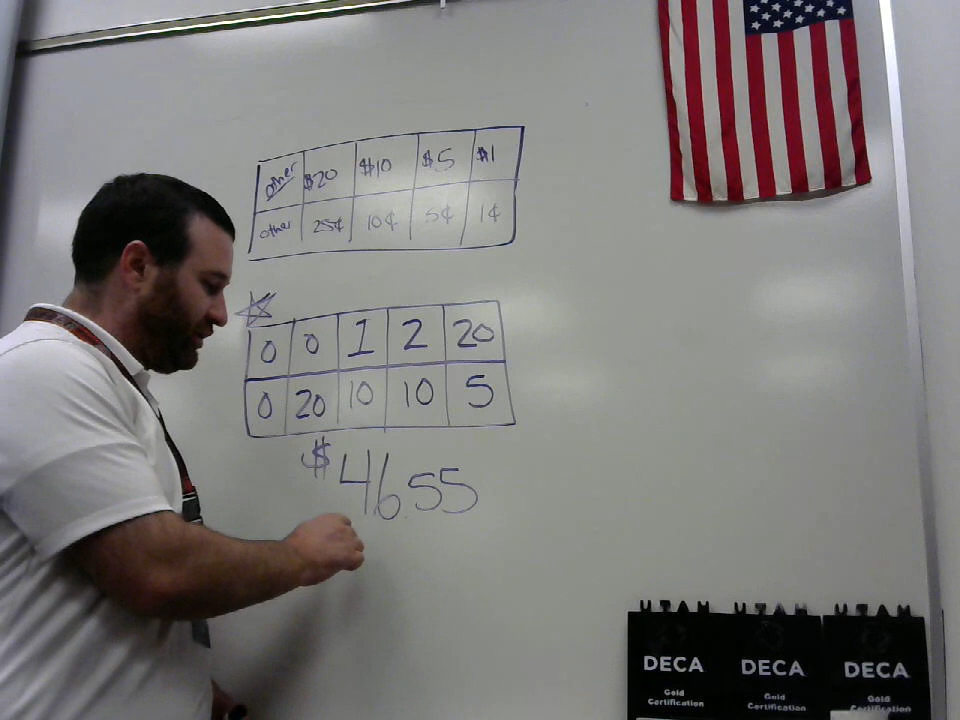 other $20 $10 $5 $1
other 25¢ 10¢ 5¢ 1¢
0 0 1 2 20
0 20 10 10 5
$46.55
UTAH UTAH UTAH
DECA DECA DECA
Gold Gold Gold
Certification Certification Certification